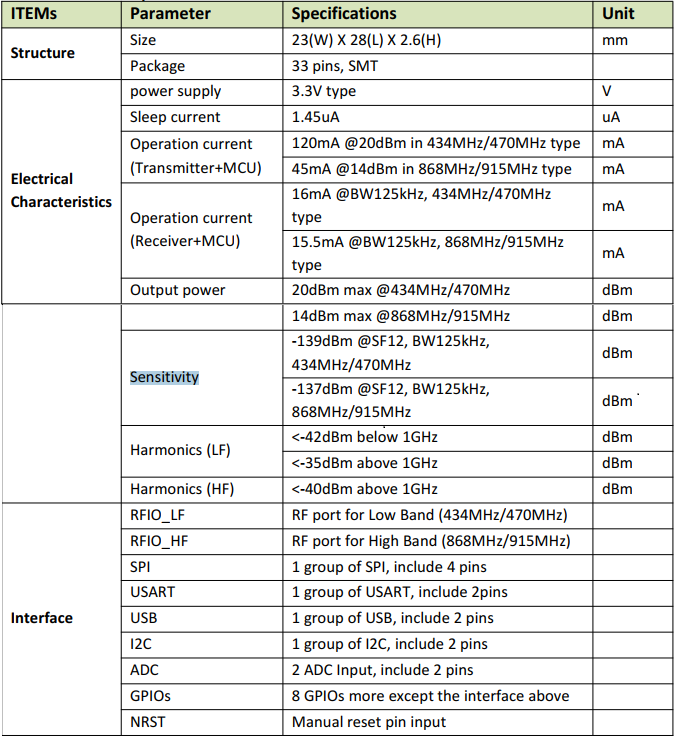 ITEMs Parameter Specifications Unit
Structure
Size 23(W) X 28(L) X 2.6(H) mm
Package 33 pins, SMT
Electrical
Characteristics
power supply 3.3V type V
Sleep current 1.45uA uA
Operation current
(Transmitter+MCU)
120mA @20dBm in 434MHz/470MHz type mA
45mA @14dBm in 868MHz/915MHz type mA
Operation current
(Receiver+MCU)
16mA @BW125kHz, 434MHz/470MHz
type
mA
15.5mA @BW125kHz, 868MHz/915MHz
type
mA
Output power 20dBm max @434MHz/470MHz dBm
14dBm max @868MHz/915MHz dBm
Sensitivity
-139dBm @SF12, BW125kHz,
434MHz/470MHz
dBm
-137dBm @SF12, BW125kHz,
868MHz/915MHz
dBm
Harmonics (LF)
<-42dBm below 1GHz dBm
<-35dBm above 1GHz dBm
Harmonics (HF) <-40dBm above 1GHz dBm
Interface
RFIO_LF RF port for Low Band (434MHz/470MHz)
RFIO_HF RF port for High Band (868MHz/915MHz)
SPI 1 group of SPI, include 4 pins
USART 1 group of USART, include 2pins
USB 1 group of USB, include 2 pins
I2C 1 group of I2C, include 2 pins
ADC 2 ADC Input, include 2 pins
GPIOs 8 GPIOs more except the interface above
NRST Manual reset pin input